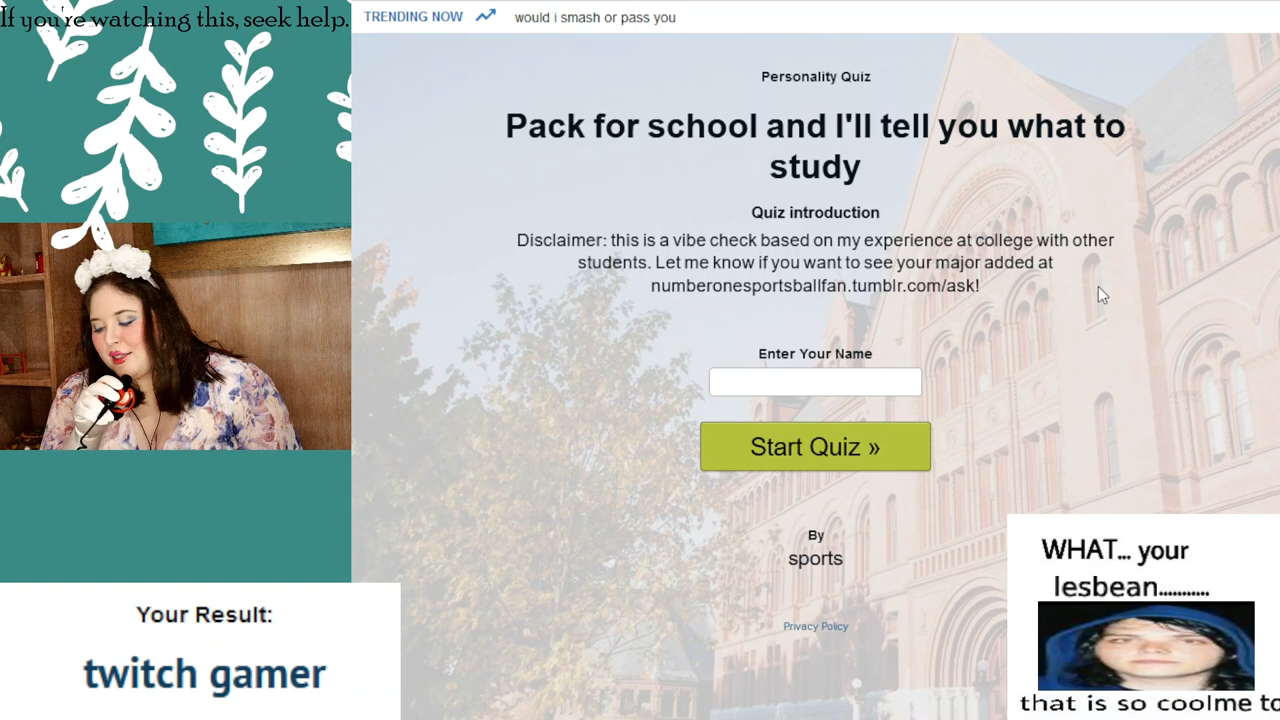 If you're watching this, seek help.
TRENDING NOW would i smash or pass you
Personality Quiz
Pack for school and I'll tell you what to
study
Quiz introduction
Disclaimer: this is a vibe check based on my experience at college with other
students. Let me know if you want to see your major added at
numberonesportsballfan.tumblr.com/ask!
Enter Your Name
Start Quiz »
By
sports
Privacy Policy
Your Result:
twitch gamer
WHAT... your
lesbean...........
that is so coolme to